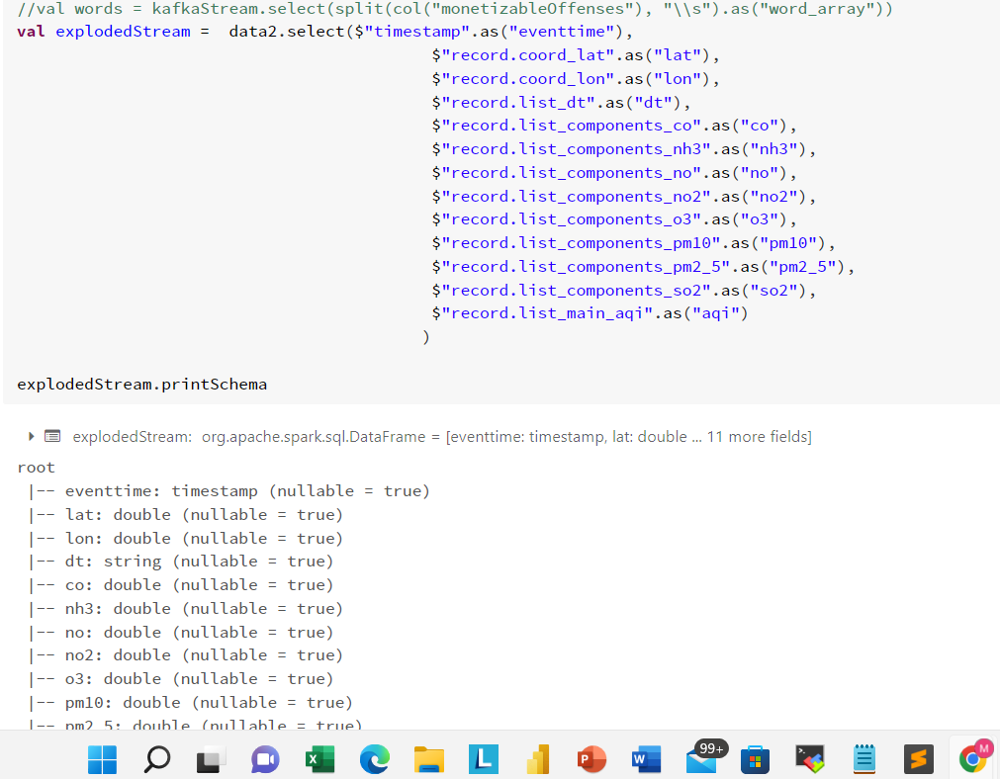 //val words = kafkaStream.select(split(col("monetizableOffenses"), "\\s").as("word_array"))
val explodedStream =  data2.select($"timestamp".as("eventtime"),
$"record.coord_lat".as("lat"),
$"record.coord_lon".as("lon"),
$"record.list_dt".as("dt"),
$"record.list_components_co".as("co"),
$"record.list_components_nh3".as("nh3"),
$"record.list_components_no".as("no"),
$"record.list_components_no2".as("no2"),
$"record.list_components_o3".as("o3"),
$"record.list_components_pm10".as("pm10"),
$"record.list_components_pm2_5".as("pm2_5"),
$"record.list_components_so2".as("so2"),
$"record.list_main_aqi".as("aqi")
)
explodedStream.printSchema
explodedStream: org.apache.spark.sql.DataFrame = [eventtime: timestamp, lat: double ... 11 more fields]
root
|-- eventtime: timestamp (nullable = true)
|-- lat: double (nullable = true)
|-- lon: double (nullable = true)
|-- dt: string (nullable = true)
|-- co: double (nullable = true)
|-- nh3: double (nullable = true)
|-- no: double (nullable = true)
|-- no2: double (nullable = true)
|-- o3: double (nullable = true)
|-- pm10: double (nullable = true)
|-- pm2_5: double (nullable = true)
X L P W 99+ M